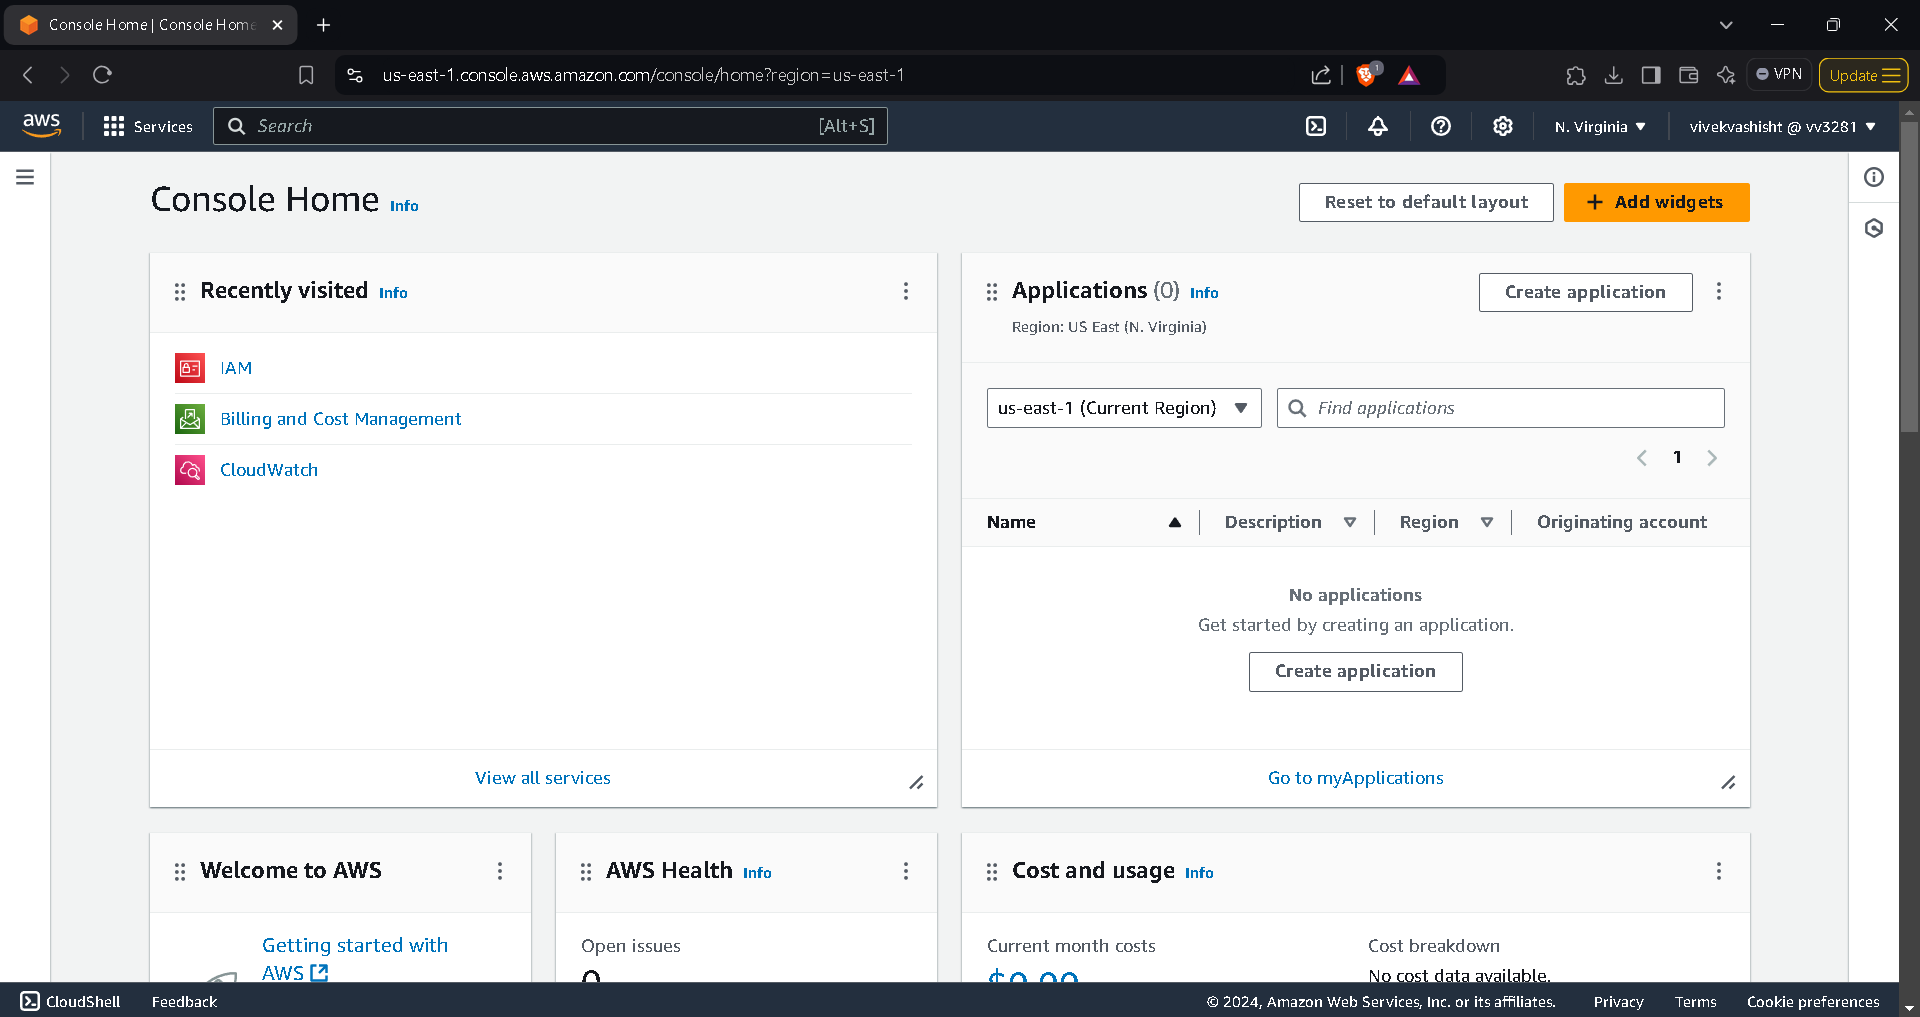 Console Home | Console Home
us-east-1.console.aws.amazon.com/console/home?region=us-east-1
1
VPN
Update
aws
Services
Search
[Alt+S]
N. Virginia
vivekvashisht @ vv3281
Console Home Info
Reset to default layout
Add widgets
Recently visited Info
IAM
Billing and Cost Management
CloudWatch
View all services
Applications (0) Info
Region: US East (N. Virginia)
Create application
us-east-1 (Current Region)
Find applications
1
Name
Description
Region
Originating account
No applications
Get started by creating an application.
Create application
Go to myApplications
Welcome to AWS
Getting started with
AWS
AWS Health Info
Open issues
0
Cost and usage Info
Current month costs
$0.00
Cost breakdown
No cost data available.
CloudShell
Feedback
© 2024, Amazon Web Services, Inc. or its affiliates.
Privacy
Terms
Cookie preferences